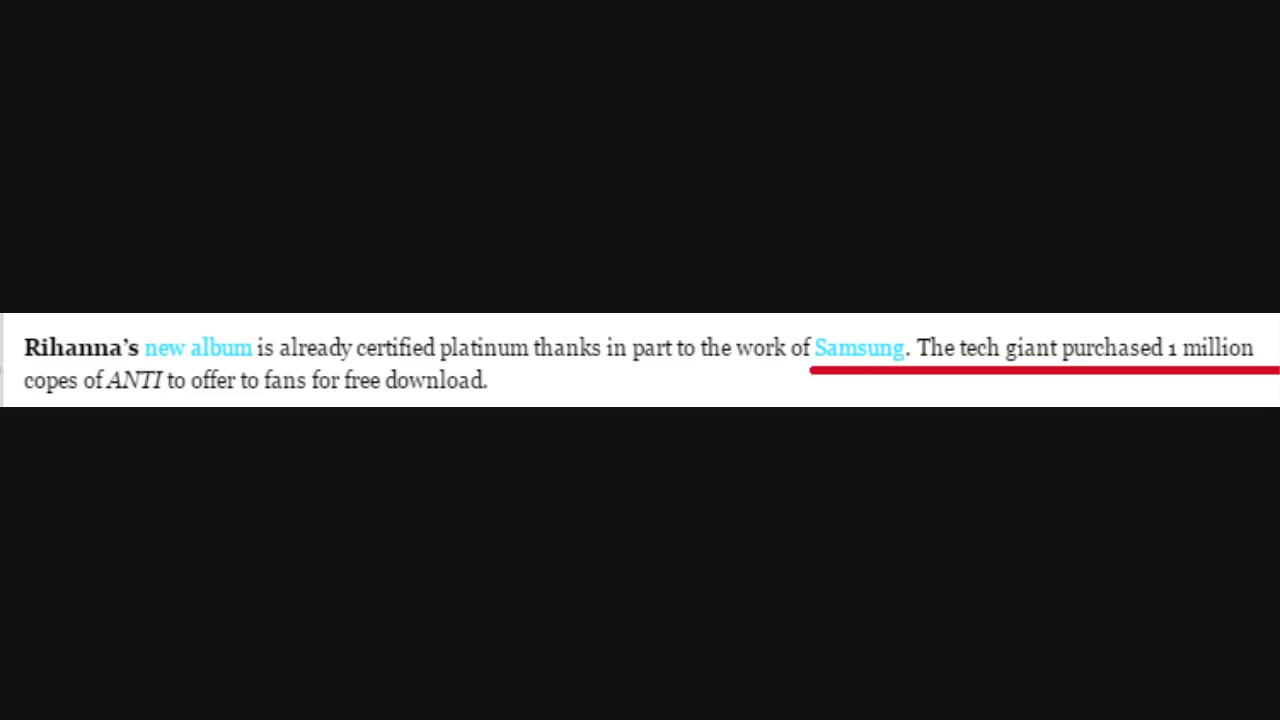 Rihanna’s new album is already certified platinum thanks in part to the work of Samsung. The tech giant purchased 1 million
copes of ANTI to offer to fans for free download.